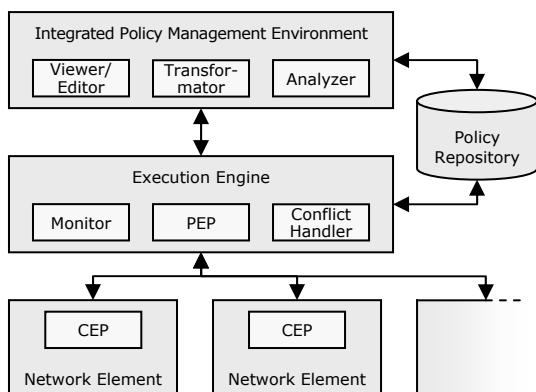 Integrated Policy Management Environment
Viewer/
Editor
Transfor-
mator
Analyzer
Policy
Repository
Execution Engine
Monitor
PEP
Conflict
Handler
CEP
Network Element
CEP
Network Element